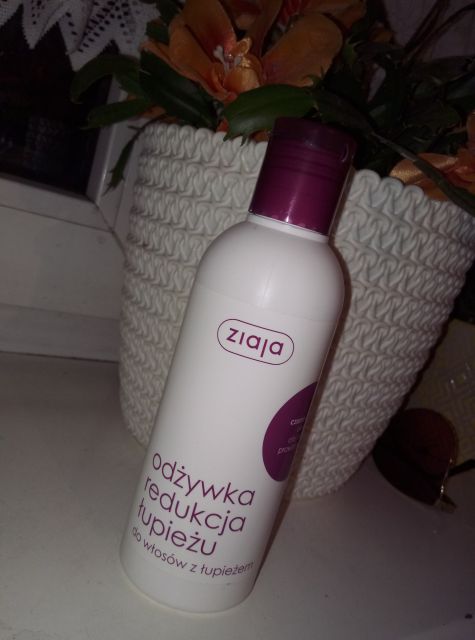 ziaja
odżywka
redukcja
łupieżu
do włosów z łupieżem